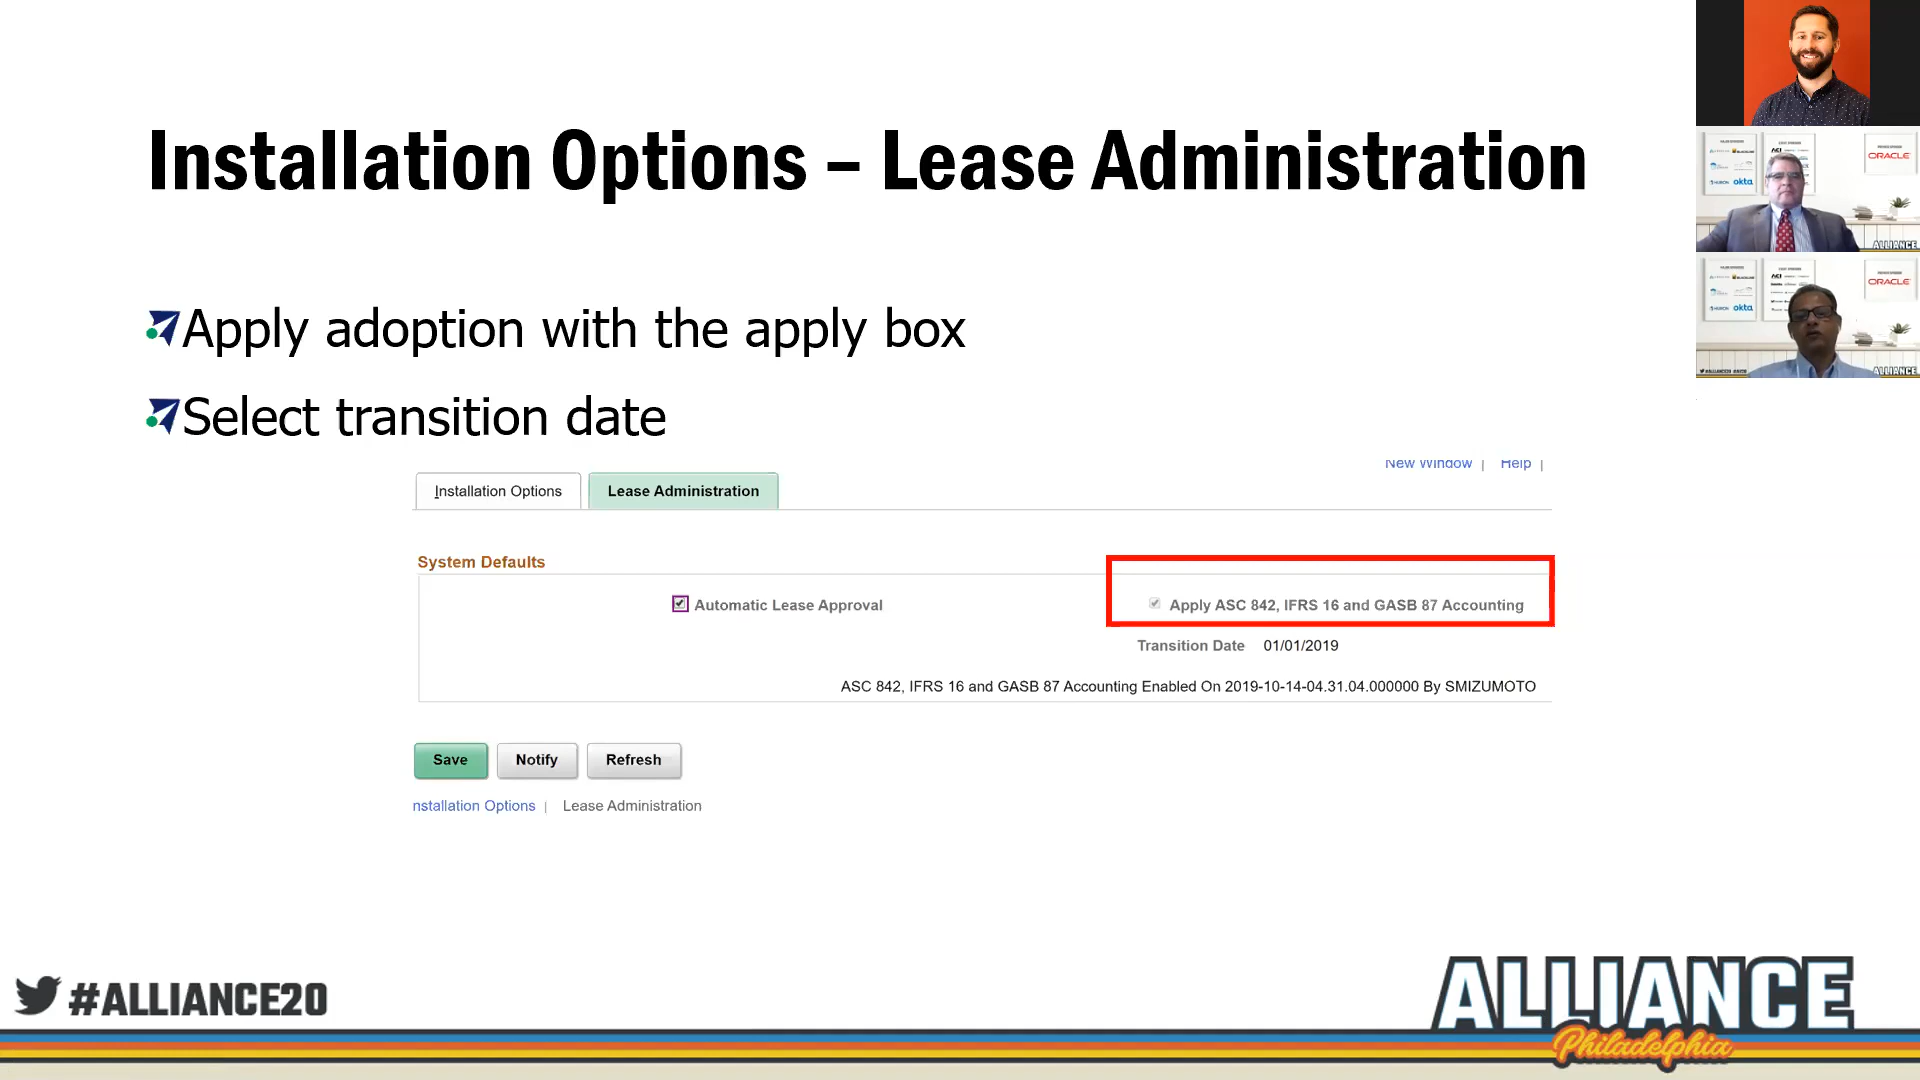 Installation Options – Lease Administration
Apply adoption with the apply box
Select transition date
New Window | Help |
Installation Options
Lease Administration
System Defaults
Automatic Lease Approval
Apply ASC 842, IFRS 16 and GASB 87 Accounting
Transition Date 01/01/2019
ASC 842, IFRS 16 and GASB 87 Accounting Enabled On 2019-10-14-04.31.04.000000 By SMIZUMOTO
Save
Notify
Refresh
nstallation Options | Lease Administration
#ALLIANCE20
ALLIANCE
Philadelphia
ORACLE
okta
ALLIANCE
ORACLE
okta
ALLIANCE